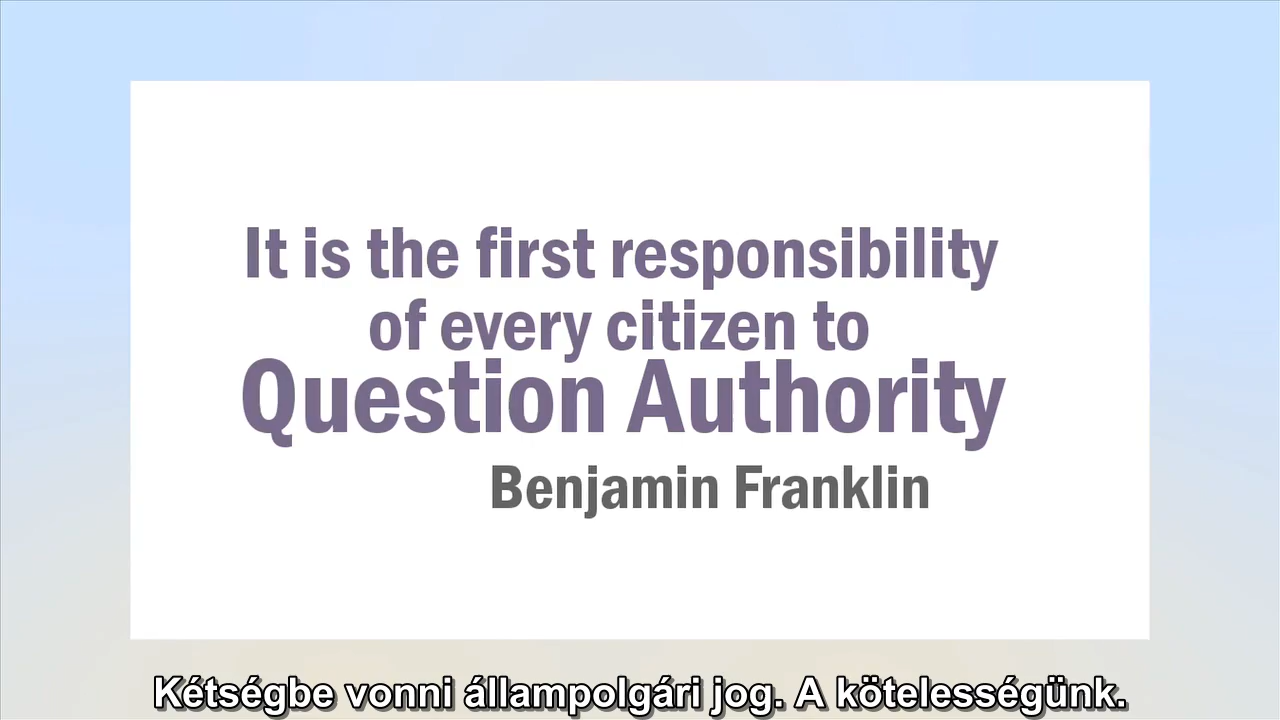 It is the first responsibility
of every citizen to
Question Authority
Benjamin Franklin
Kétségbe vonni állampolgári jog. A kötelességünk.